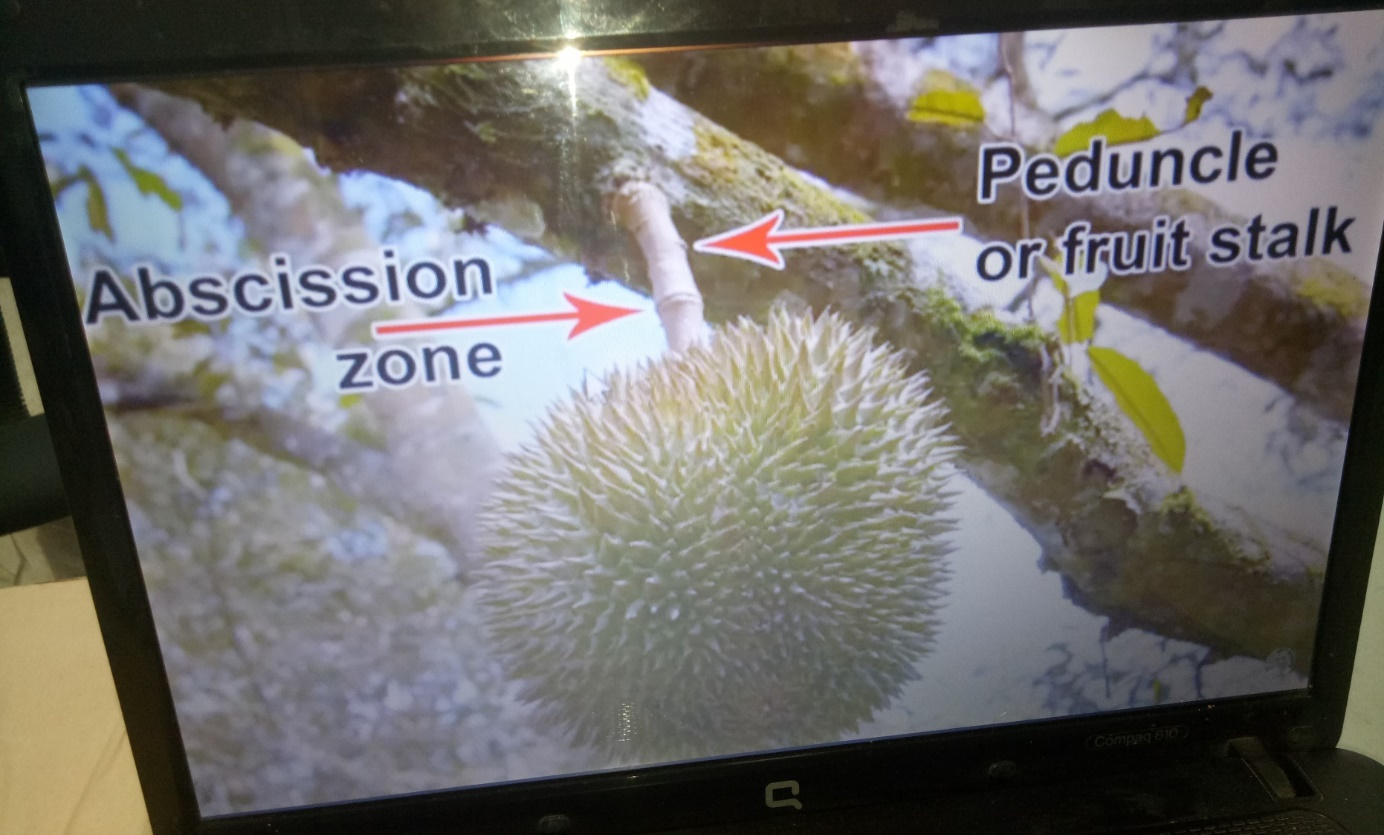 Peduncle
or fruit stalk
Abscission
zone
Compaq 610